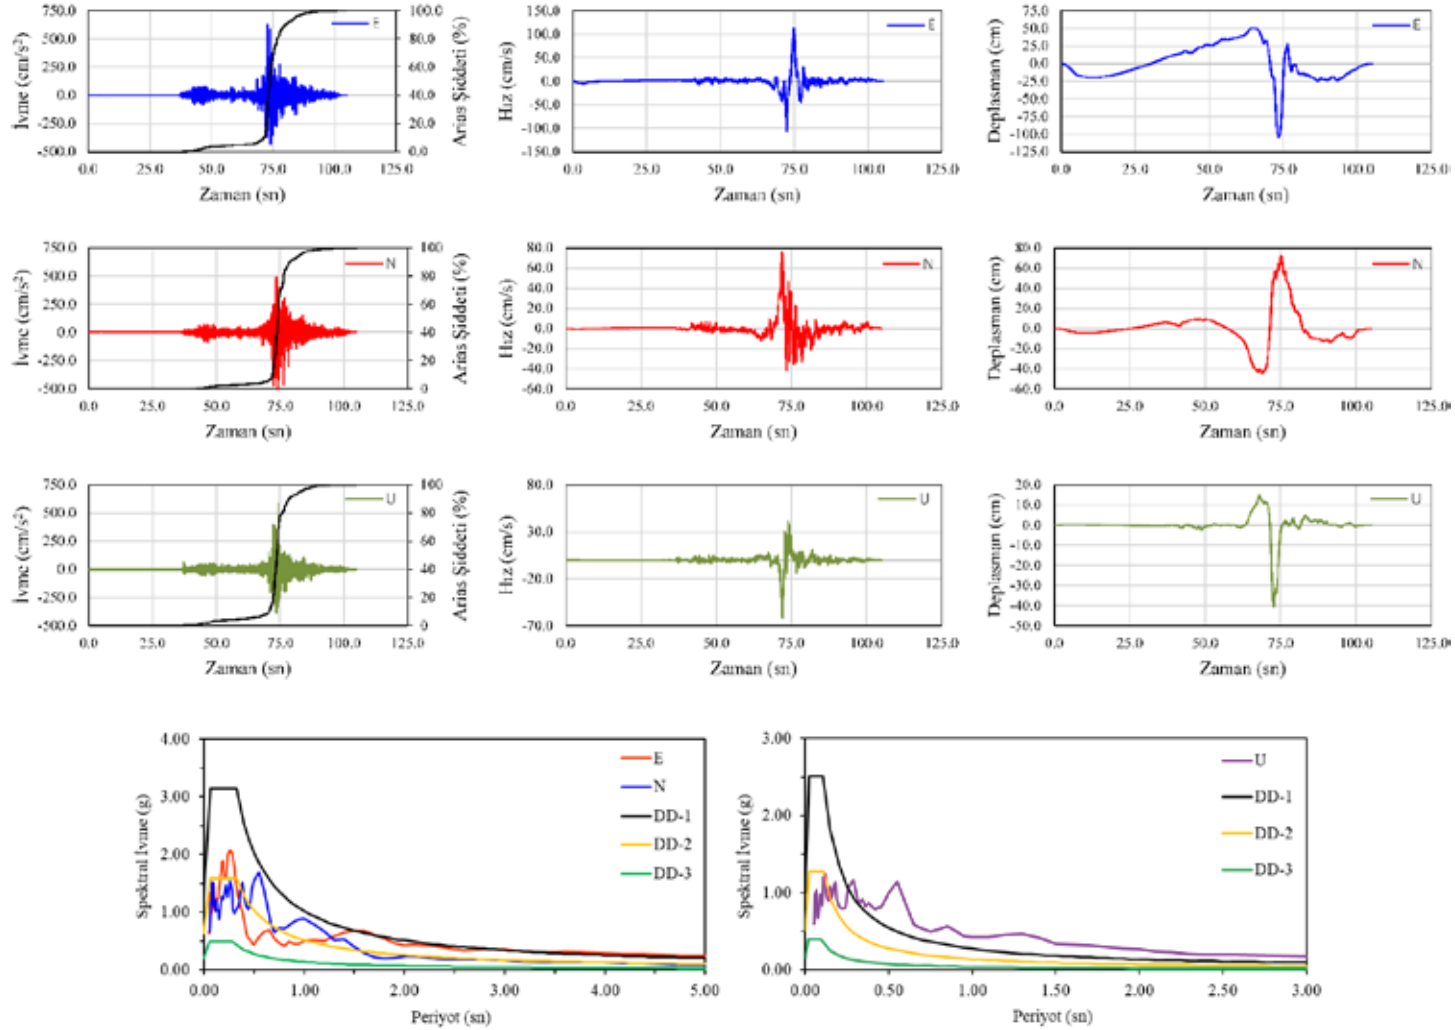 750.0 500.0 250.0 0.0 -250.0 -500.0
İvme (cm/s²)
E
100.0 80.0 60.0 40.0 20.0 0.0
Arias Şiddeti (%)
0.0 25.0 50.0 75.0 100.0 125.0
Zaman (sn)
150.0 100.0 50.0 0.0 -50.0 -100.0 -150.0
Hız (cm/s)
E
0.0 25.0 50.0 75.0 100.0 125.0
Zaman (sn)
75.0 50.0 25.0 0.0 -25.0 -50.0 -75.0 -100.0 -125.0
Deplasman (cm)
E
0.0 25.0 50.0 75.0 100.0 125.0
Zaman (sn)
750.0 500.0 250.0 0.0 -250.0 -500.0
İvme (cm/s²)
N
100 80 60 40 20 0
Arias Şiddeti (%)
0.0 25.0 50.0 75.0 100.0 125.0
Zaman (sn)
80.0 60.0 40.0 20.0 0.0 -20.0 -40.0 -60.0
Hız (cm/s)
N
0.0 25.0 50.0 75.0 100.0 125.0
Zaman (sn)
80.0 60.0 40.0 20.0 0.0 -20.0 -40.0 -60.0
Deplasman (cm)
N
0.0 25.0 50.0 75.0 100.0 125.0
Zaman (sn)
750.0 500.0 250.0 0.0 -250.0 -500.0
İvme (cm/s²)
U
100 80 60 40 20 0
Arias Şiddeti (%)
0.0 25.0 50.0 75.0 100.0 125.0
Zaman (sn)
80.0 30.0 -20.0 -70.0
Hız (cm/s)
U
0.0 25.0 50.0 75.0 100.0 125.0
Zaman (sn)
20.0 10.0 0.0 -10.0 -20.0 -30.0 -40.0 -50.0
Deplasman (cm)
U
0.0 25.0 50.0 75.0 100.0 125.0
Zaman (sn)
4.00 3.00 2.00 1.00 0.00
Spektral İvme (g)
E
N
DD-1
DD-2
DD-3
0.00 1.00 2.00 3.00 4.00 5.00
Periyot (sn)
3.00 2.00 1.00 0.00
Spektral İvme (g)
U
DD-1
DD-2
DD-3
0.00 0.50 1.00 1.50 2.00 2.50 3.00
Periyot (sn)